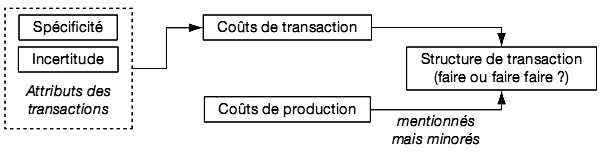 Spécificité
Incertitude
Attributs des
transactions
Coûts de transaction
Coûts de production
mentionnés
mais minorés
Structure de transaction
(faire ou faire faire ?)